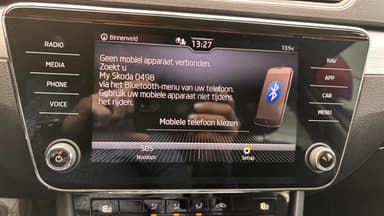 Binnenveld
13:27
13.5°c
RADIO
MEDIA
PHONE
VOICE
Geen mobiel apparaat verbonden.
Zoekt u
My Skoda 0498
via het Bluetooth-menu van uw telefoon.
Gebruik uw mobiele apparaat niet tijdens
het rijden.
Mobiele telefoon kiezen
SOS
Noodopr.
Setup
NAV
APP
CAR
MENU